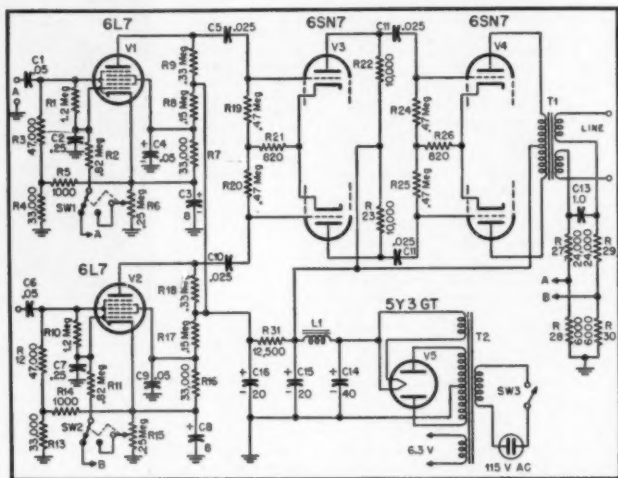 6L7
6SN7
6SN7
C1
.05
V1
C5 .025
V3
C11 .025
V4
R9
.33 Meg
R22
10,000
T1
A
R1
1.2 Meg
R8
.15 Meg
R19
.47 Meg
R24
.47 Meg
LINE
R3
47,000
C2
.25
R2
.82 Meg
C4
.05
R7
33,000
R21
820
R26
820
R5
1000
R20
.47 Meg
R25
.47 Meg
C13
1.0
R4
33,000
SW1
R6
.25 Meg
C3
8
R
23
10,000
R
27
24,000
24,000
R
29
A
C10
.025
.025
C11
A
B
6L7
C6
.05
V2
R18
.33 Meg
5Y3 GT
R
28
6,000
6,000
R
30
R10
1.2 Meg
R17
.15 Meg
R31
12,500
L1
T2
R12
47,000
C7
.25
R11
.82 Meg
C9
.05
R16
33,000
V5
SW3
R14
1000
C16
20
C15
20
C14
40
R13
33,000
SW2
R15
.25 Meg
C8
8
6.3 V
115 V AC
B